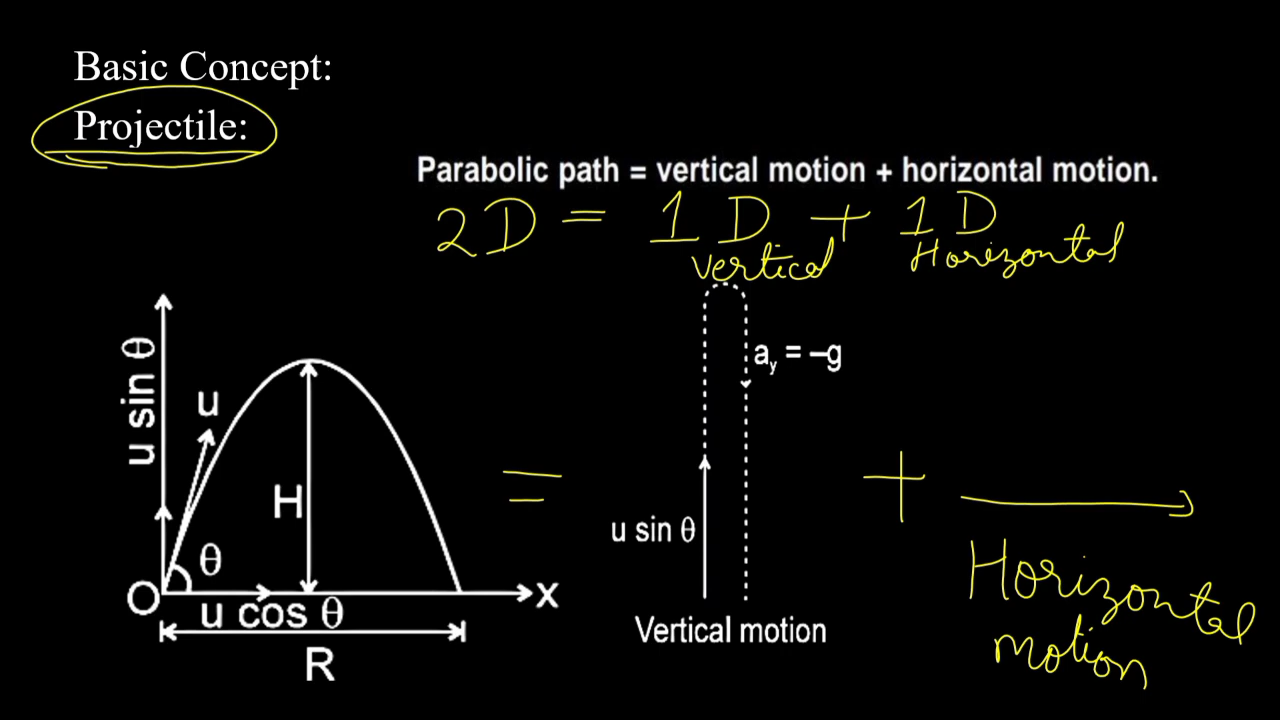 Basic Concept:
Projectile:
Parabolic path = vertical motion + horizontal motion.
2D = 1D + 1D
vertical Horizontal
u sin θ
u
H
θ
O
u cos θ
x
R
=
a_y = –g
u sin θ
Vertical motion
+
Horizontal
motion